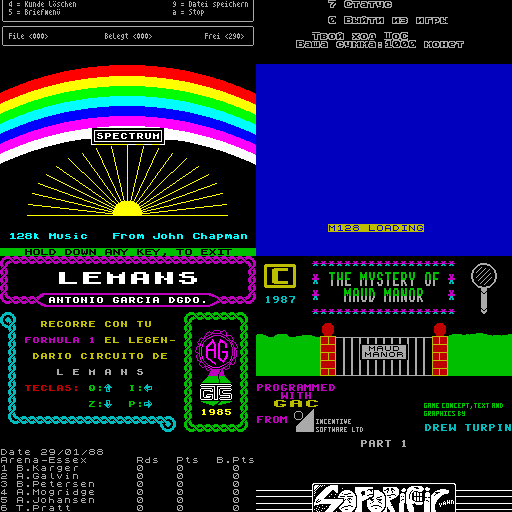 4 = Kunde löschen
9 = Datei speichern
5 = Briefmenü
a = Stop
File <000>
Belegt <000>
Frei <290>
7 Статус
0 Выйти из игры
Твой ход ЦоС
Ваша сумма:1000 монет
SPECTRUM
128k Music
From John Chapman
HOLD DOWN ANY KEY, TO EXIT
M128 LOADING
LEMANS
ANTONIO GARCIA DGDO.
RECORRE CON TU
FORMULA 1 EL LEGEN-
DARIO CIRCUITO DE
LEMANS
TECLAS: Q: I:
Z: P:
AG
GTS
1985
C
1987
THE MYSTERY OF
MAUD MANOR
MAUD
MANOR
PROGRAMMED
WITH
GAC
FROM
INCENTIVE
SOFTWARE LTD
GAME CONCEPT,TEXT AND
GRAPHICS BY
DREW TURPIN
PART 1
Date 29/01/88
Arena-Essex Rds Pts B.Pts
1 B.Karger 0 0 0
2 A.Galvin 0 0 0
3 B.Petersen 0 0 0
4 A.Mogridge 0 0 0
5 A.Johansen 0 0 0
6 T.Pratt 0 0 0
SOPORIFIC